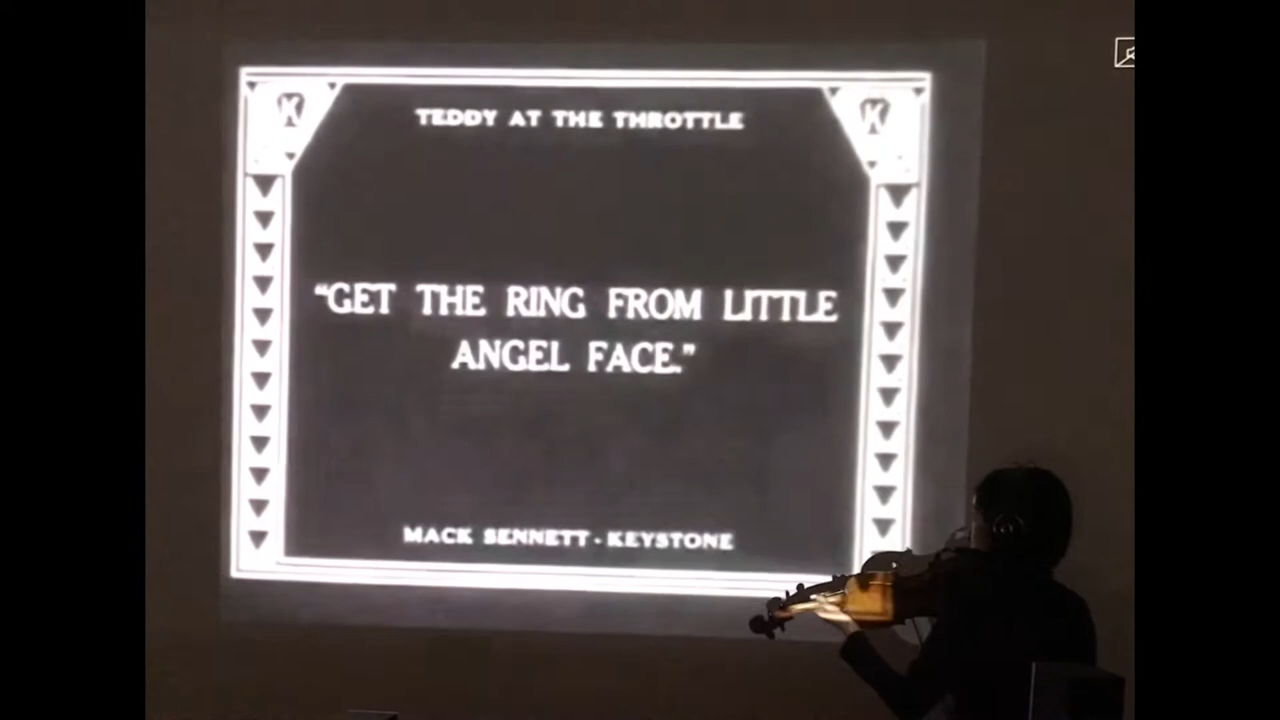 K K
TEDDY AT THE THROTTLE
"GET THE RING FROM LITTLE
ANGEL FACE."
MACK SENNETT - KEYSTONE